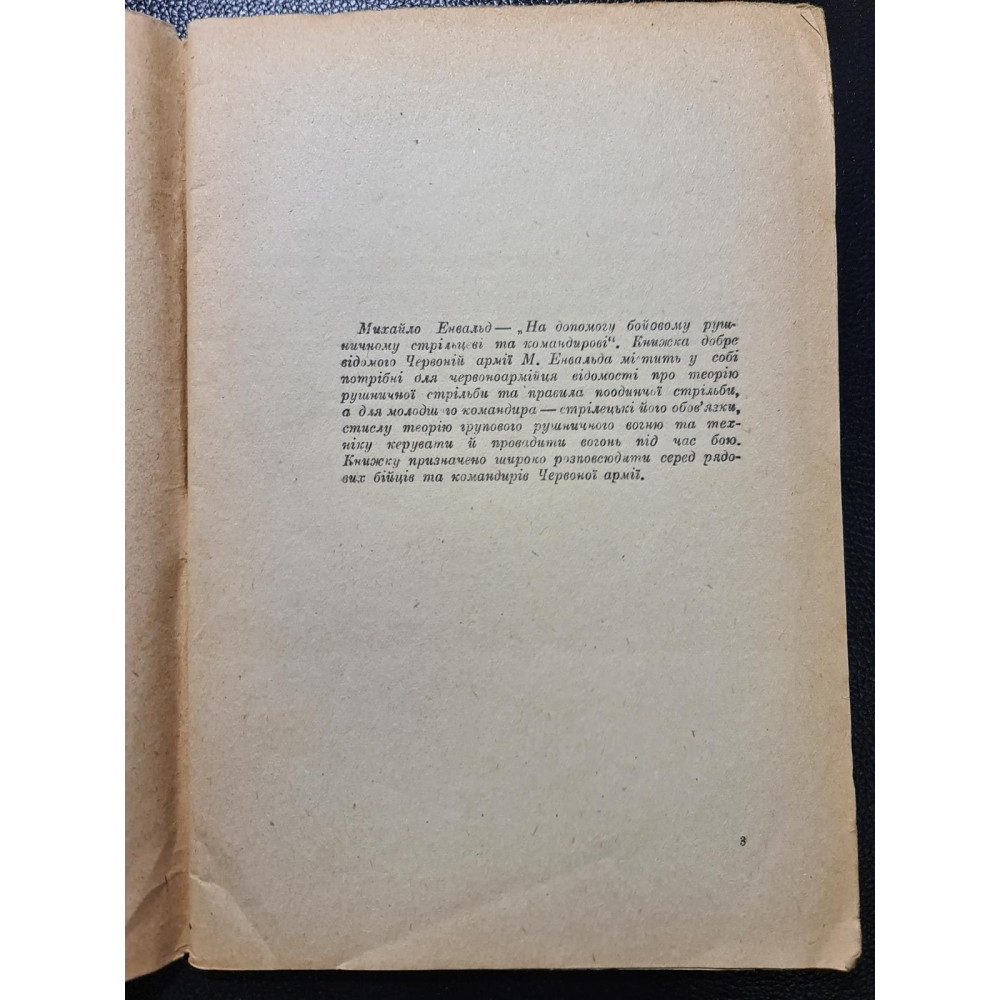 Михайло Енвальд — „На допомогу бойовому руш-
ничному стрільцеві та командирові“. Книжка добре
відомого Червоній армії М. Енвальда містить у собі
потрібні для червоноармійця відомості про теорію
рушничної стрільби та правила поодинчої стрільби,
а для молодшого командира — стрілецькі його обов'язки,
стислу теорію групового рушничного вогню та тех-
ніку керувати й провадити вогонь під час бою.
Книжку призначено широко розповсюдити серед рядо-
вих бійців та командирів Червоної армії.
3